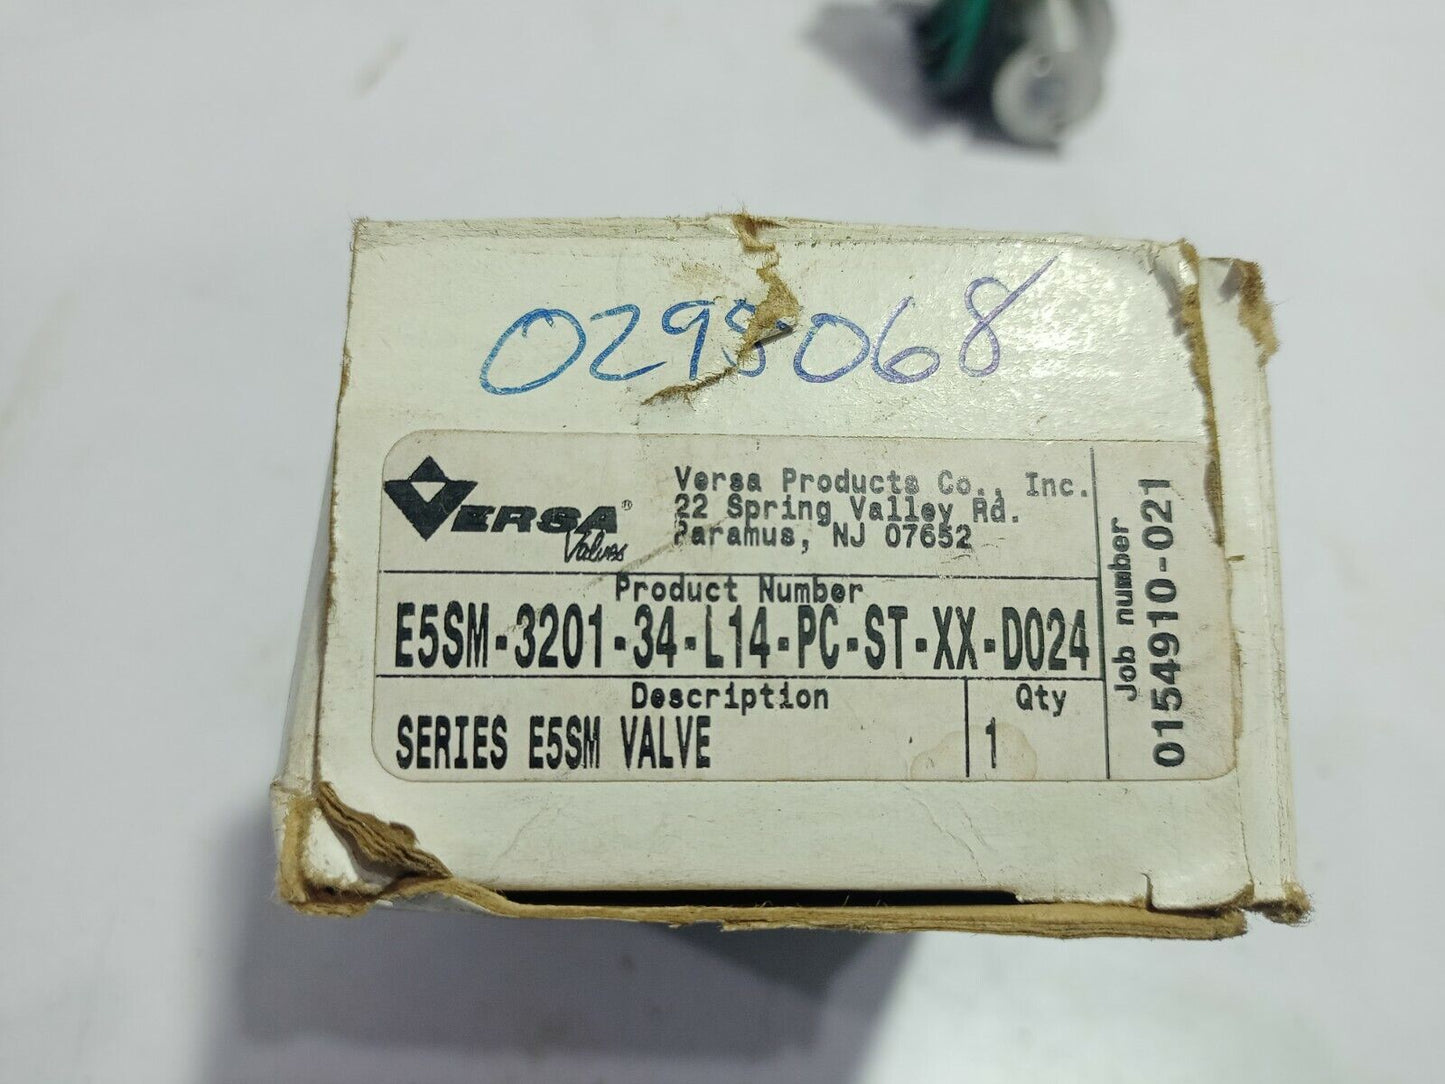 0295068
VERSA®
Valves
Versa Products Co., Inc.
22 Spring Valley Rd.
Paramus, NJ 07652
Product Number
E5SM-3201-34-L14-PC-ST-XX-D024
Description
SERIES E5SM VALVE
Qty
1
Job number
0154910-021